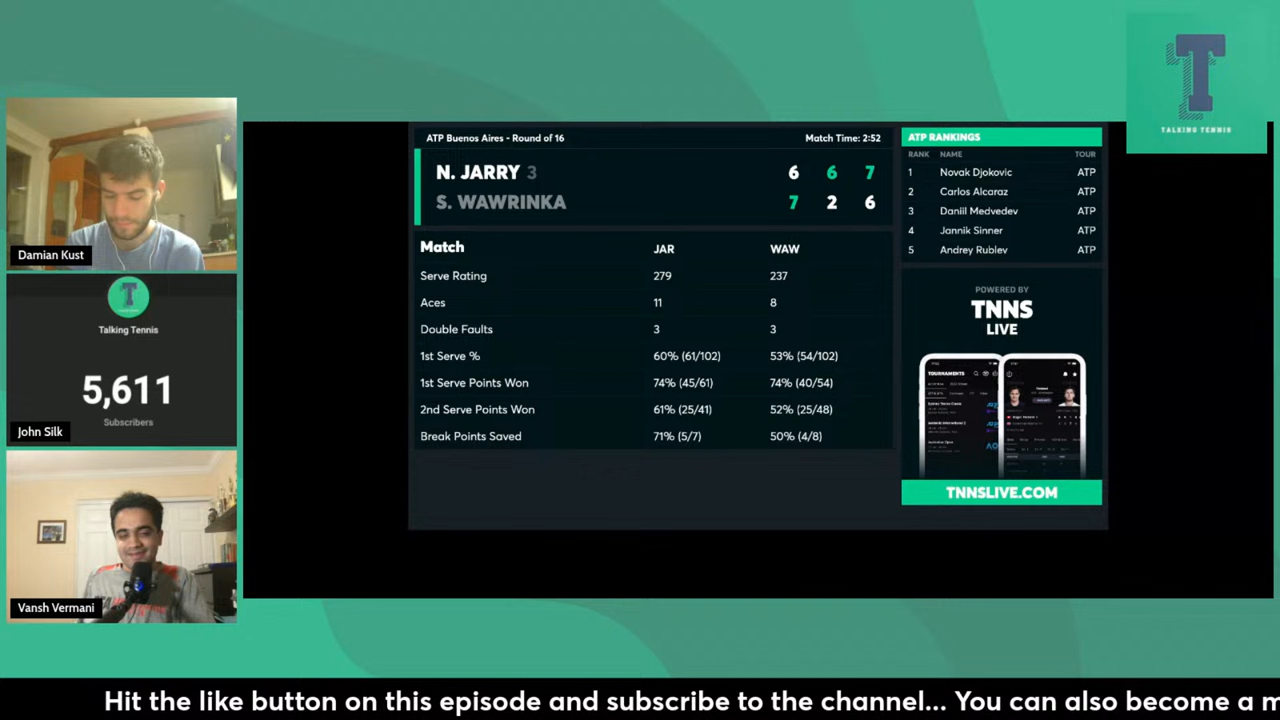 T
TALKING TENNIS
Damian Kust
Talking Tennis
5,611
Subscribers
John Silk
Vansh Vermani
ATP Buenos Aires - Round of 16
Match Time: 2:52
N. JARRY 3 6 6 7
S. WAWRINKA 7 2 6
Match JAR WAW
Serve Rating 279 237
Aces 11 8
Double Faults 3 3
1st Serve % 60% (61/102) 53% (54/102)
1st Serve Points Won 74% (45/61) 74% (40/54)
2nd Serve Points Won 61% (25/41) 52% (25/48)
Break Points Saved 71% (5/7) 50% (4/8)
ATP RANKINGS
RANK NAME TOUR
1 Novak Djokovic ATP
2 Carlos Alcaraz ATP
3 Daniil Medvedev ATP
4 Jannik Sinner ATP
5 Andrey Rublev ATP
POWERED BY
TNNS
LIVE
TOURNAMENTS
TNNSLIVE.COM
Hit the like button on this episode and subscribe to the channel... You can also become a m